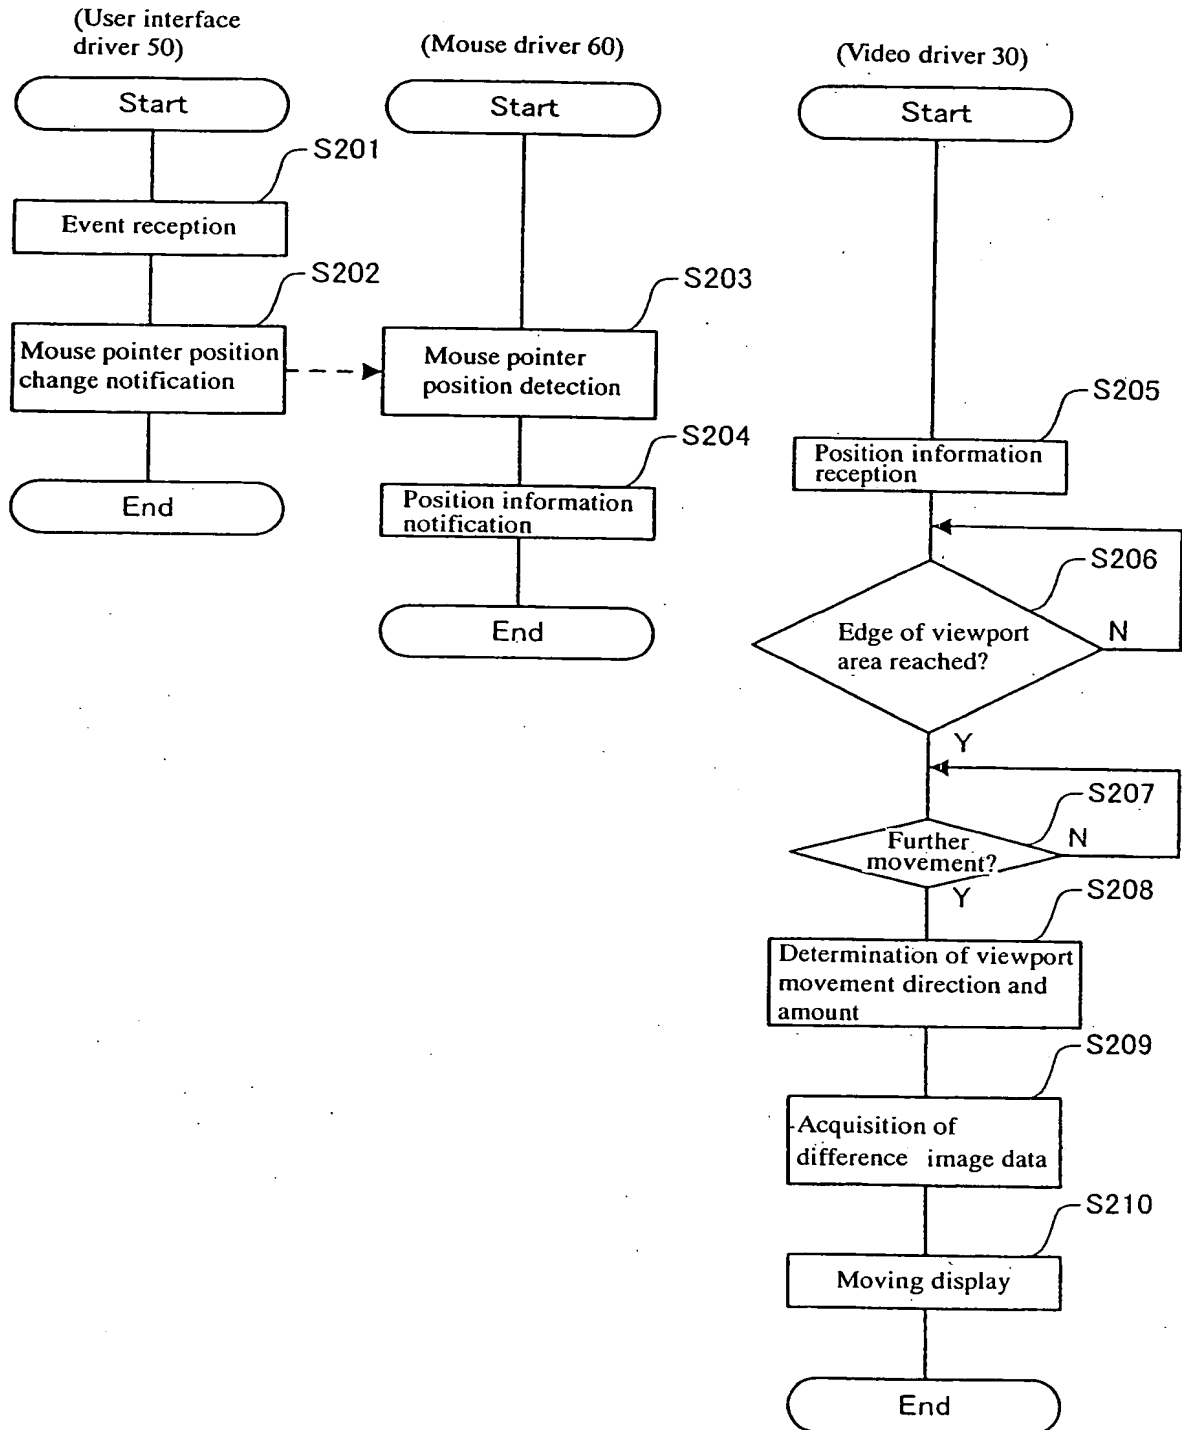 (User interface
driver 50)
Start
S201
Event reception
S202
Mouse pointer position
change notification
End
(Mouse driver 60)
Start
S203
Mouse pointer
position detection
S204
Position information
notification
End
(Video driver 30)
Start
S205
Position information
reception
S206
Edge of viewport
area reached?
N
Y
S207
Further
movement?
N
Y
S208
Determination of viewport
movement direction and
amount
S209
Acquisition of
difference image data
S210
Moving display
End